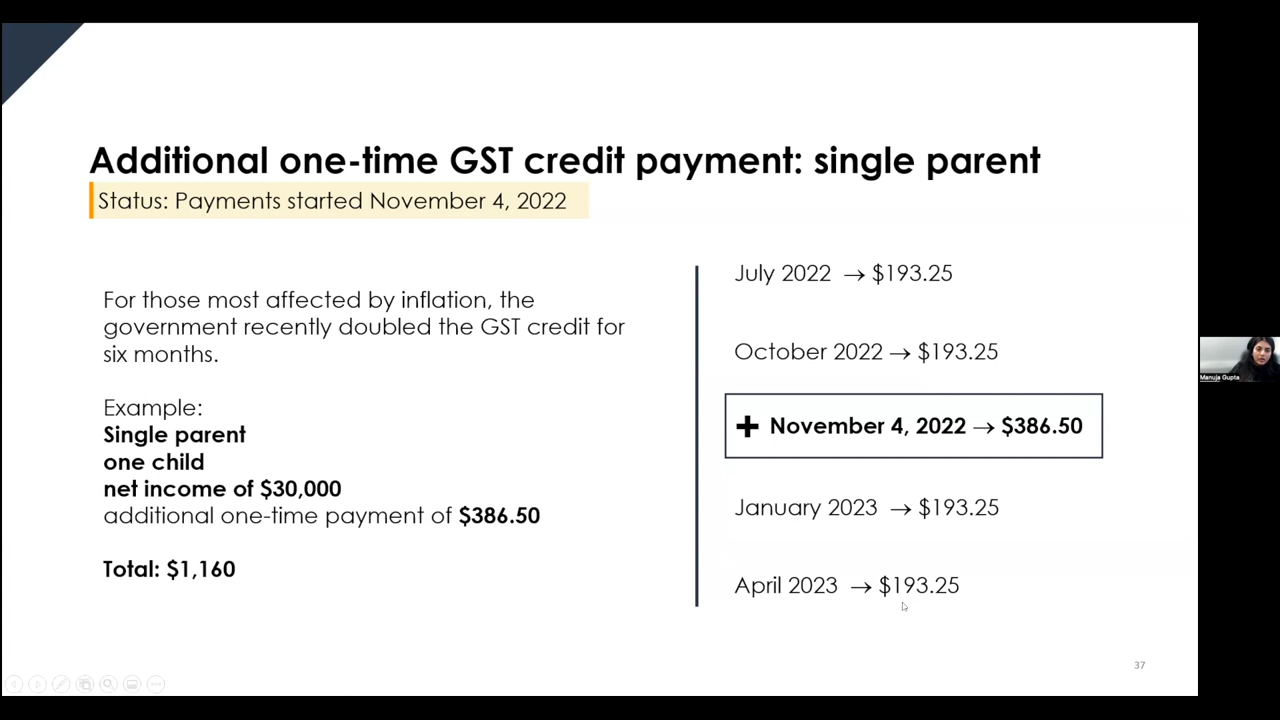 Additional one-time GST credit payment: single parent
Status: Payments started November 4, 2022
For those most affected by inflation, the
government recently doubled the GST credit for
six months.
Example:
Single parent
one child
net income of $30,000
additional one-time payment of $386.50
Total: $1,160
July 2022 → $193.25
October 2022 → $193.25
+ November 4, 2022 → $386.50
January 2023 → $193.25
April 2023 → $193.25
37
Manuja Gupta